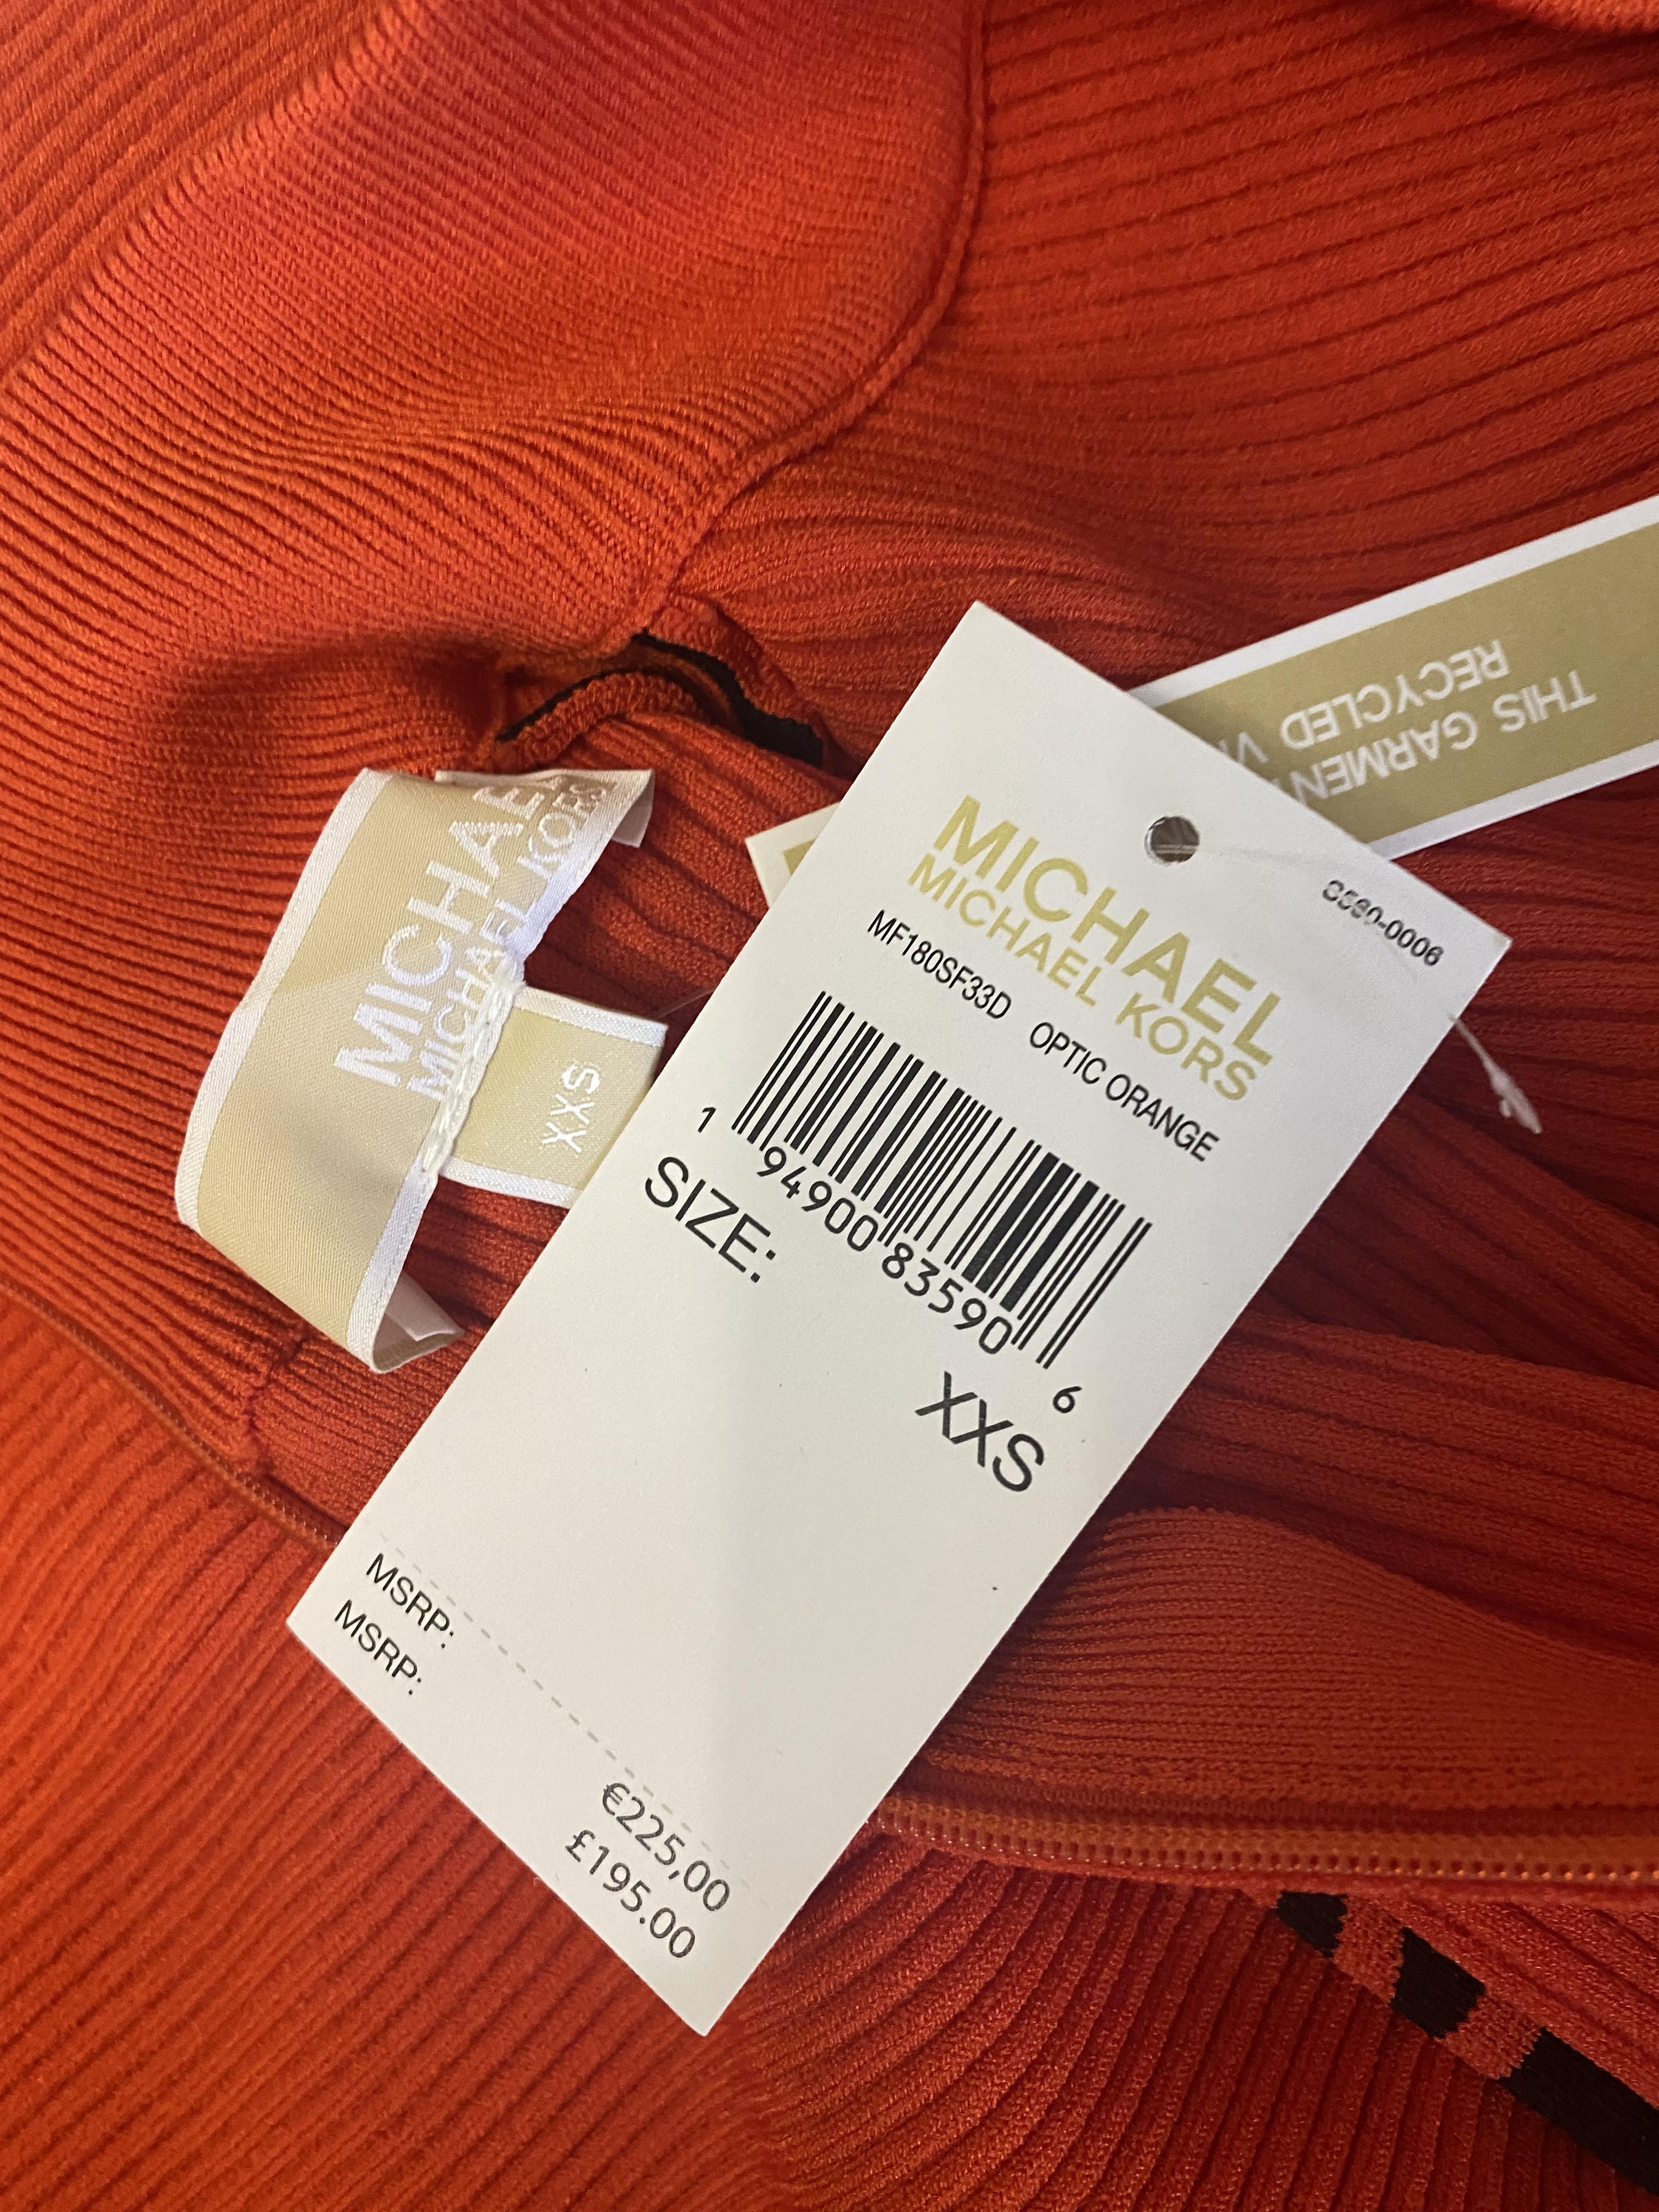 MICHAEL
MICHAEL KORS
XXS
THIS GARMENT
RECYCLED
-0006
MICHAEL
MICHAEL KORS
MF180SF33D OPTIC ORANGE
1 94900 83590 6
SIZE: XXS
MSRP: €225,00
MSRP: £195.00